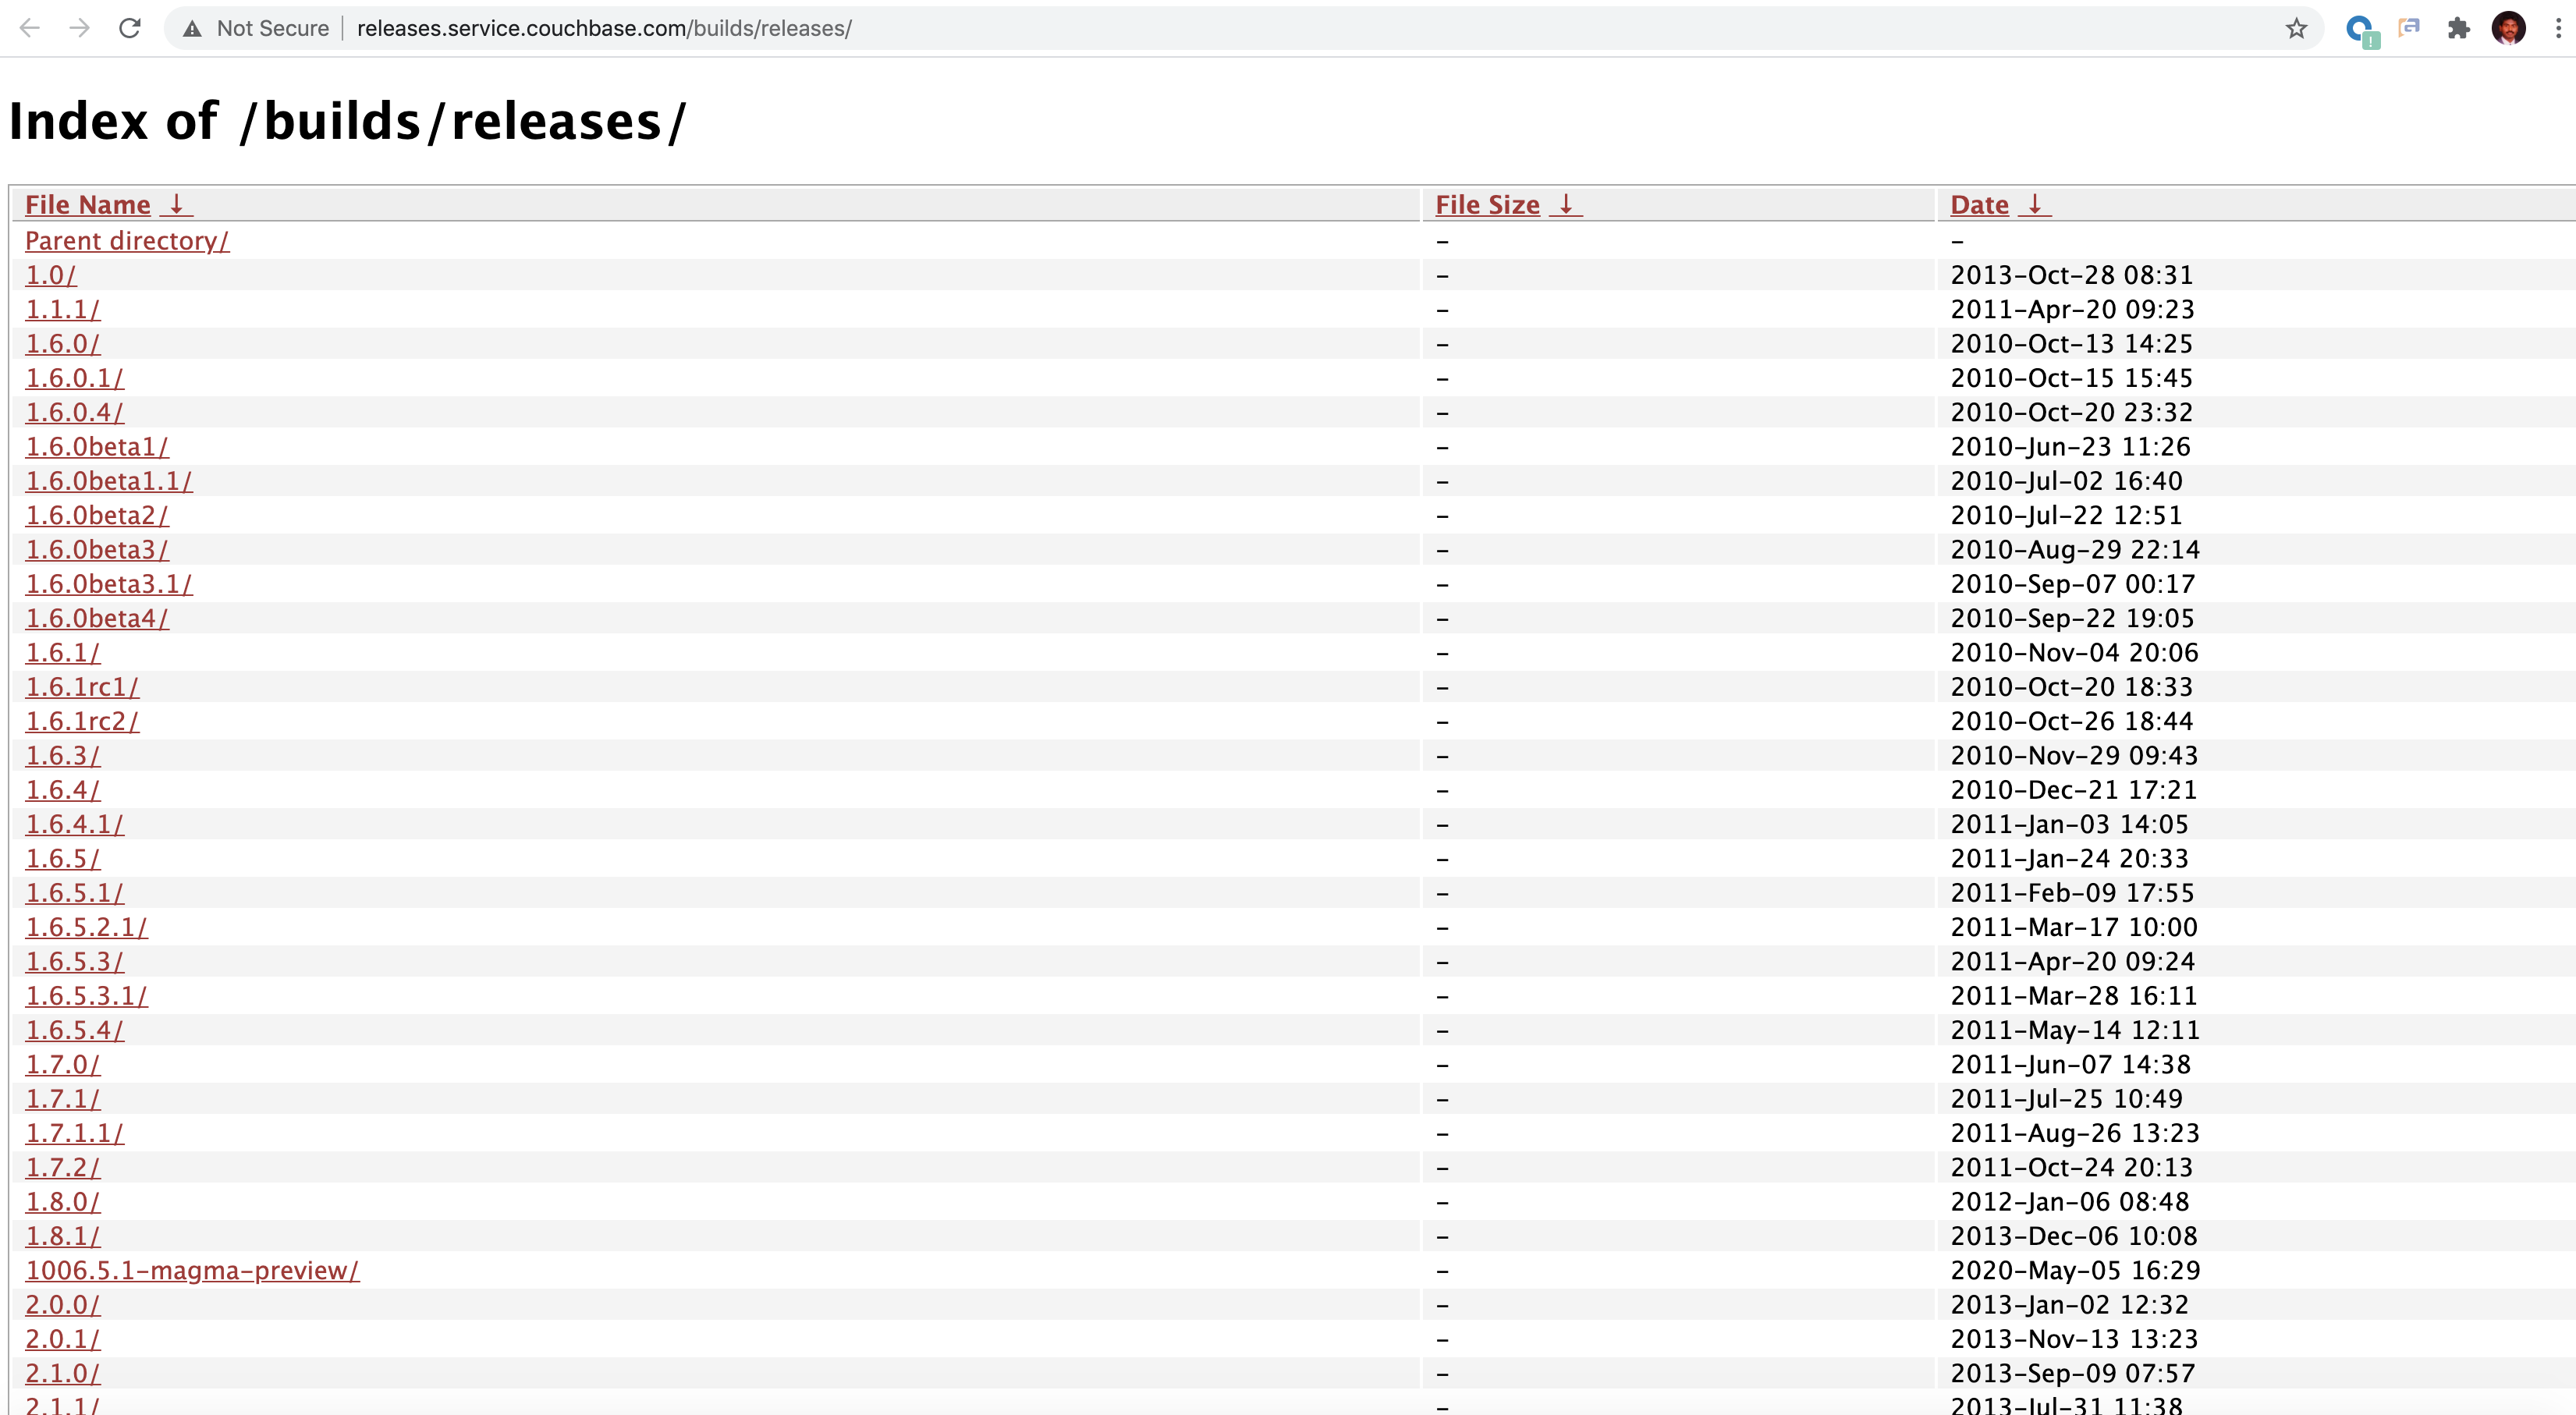 Not Secure releases.service.couchbase.com/builds/releases/
Index of /builds/releases/
File Name ↓ File Size ↓ Date ↓
Parent directory/ - -
1.0/ - 2013-Oct-28 08:31
1.1.1/ - 2011-Apr-20 09:23
1.6.0/ - 2010-Oct-13 14:25
1.6.0.1/ - 2010-Oct-15 15:45
1.6.0.4/ - 2010-Oct-20 23:32
1.6.0beta1/ - 2010-Jun-23 11:26
1.6.0beta1.1/ - 2010-Jul-02 16:40
1.6.0beta2/ - 2010-Jul-22 12:51
1.6.0beta3/ - 2010-Aug-29 22:14
1.6.0beta3.1/ - 2010-Sep-07 00:17
1.6.0beta4/ - 2010-Sep-22 19:05
1.6.1/ - 2010-Nov-04 20:06
1.6.1rc1/ - 2010-Oct-20 18:33
1.6.1rc2/ - 2010-Oct-26 18:44
1.6.3/ - 2010-Nov-29 09:43
1.6.4/ - 2010-Dec-21 17:21
1.6.4.1/ - 2011-Jan-03 14:05
1.6.5/ - 2011-Jan-24 20:33
1.6.5.1/ - 2011-Feb-09 17:55
1.6.5.2.1/ - 2011-Mar-17 10:00
1.6.5.3/ - 2011-Apr-20 09:24
1.6.5.3.1/ - 2011-Mar-28 16:11
1.6.5.4/ - 2011-May-14 12:11
1.7.0/ - 2011-Jun-07 14:38
1.7.1/ - 2011-Jul-25 10:49
1.7.1.1/ - 2011-Aug-26 13:23
1.7.2/ - 2011-Oct-24 20:13
1.8.0/ - 2012-Jan-06 08:48
1.8.1/ - 2013-Dec-06 10:08
1006.5.1-magma-preview/ - 2020-May-05 16:29
2.0.0/ - 2013-Jan-02 12:32
2.0.1/ - 2013-Nov-13 13:23
2.1.0/ - 2013-Sep-09 07:57
2.1.1/ - 2013-Jul-31 11:38